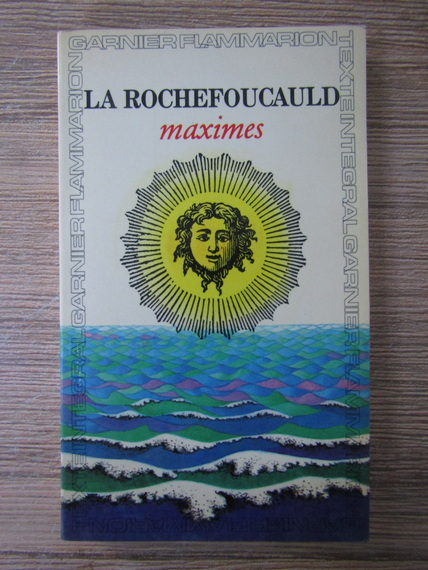 GARNIER FLAMMARION
LA ROCHEFOUCAULD
maximes
TEXTE INTEGRAL GARNIER FLAMMARION
TEXTE INTEGRAL GARNIER FLAMMARION